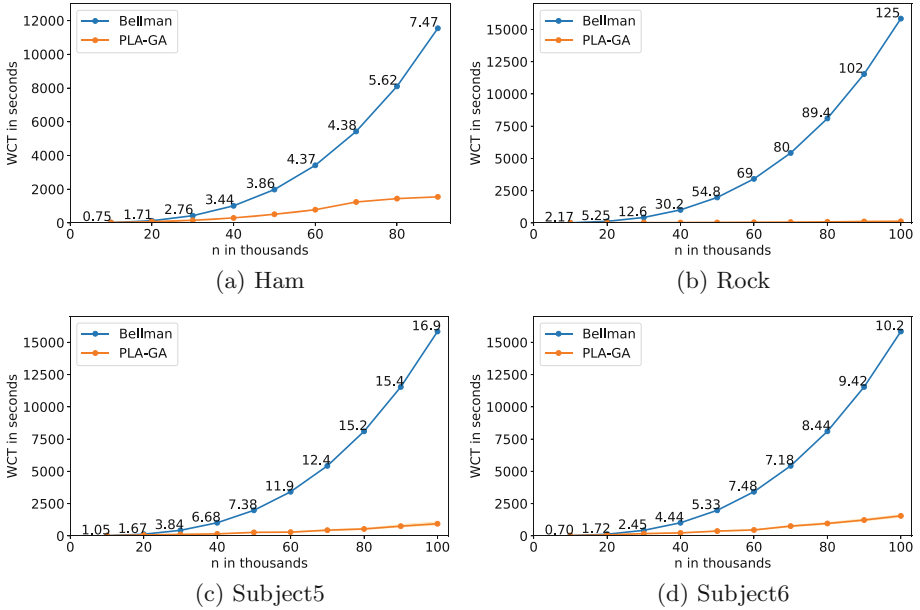 12000
10000
8000
6000
4000
2000
0
WCT in seconds
Bellman
PLA-GA
0.75
1.71
2.76
3.44
3.86
4.37
4.38
5.62
7.47
0 20 40 60 80
n in thousands
(a) Ham
15000
12500
10000
7500
5000
2500
0
WCT in seconds
Bellman
PLA-GA
2.17
5.25
12.6
30.2
54.8
69
80
89.4
102
125
0 20 40 60 80 100
n in thousands
(b) Rock
15000
12500
10000
7500
5000
2500
0
WCT in seconds
Bellman
PLA-GA
1.05
1.67
3.84
6.68
7.38
11.9
12.4
15.2
15.4
16.9
0 20 40 60 80 100
n in thousands
(c) Subject5
15000
12500
10000
7500
5000
2500
0
WCT in seconds
Bellman
PLA-GA
0.70
1.72
2.45
4.44
5.33
7.48
7.18
8.44
9.42
10.2
0 20 40 60 80 100
n in thousands
(d) Subject6